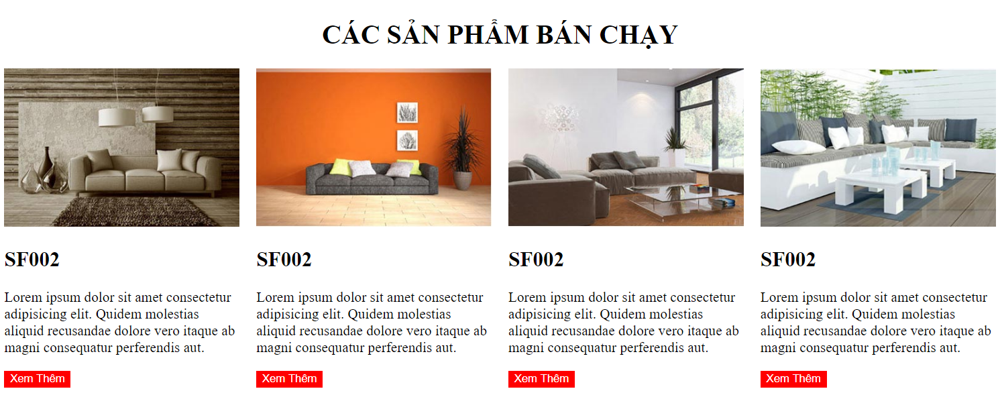 CÁC SẢN PHẨM BÁN CHẠY
SF002
Lorem ipsum dolor sit amet consectetur
adipisicing elit. Quidem molestias
aliquid recusandae dolore vero itaque ab
magni consequatur perferendis aut.
Xem Thêm
SF002
Lorem ipsum dolor sit amet consectetur
adipisicing elit. Quidem molestias
aliquid recusandae dolore vero itaque ab
magni consequatur perferendis aut.
Xem Thêm
SF002
Lorem ipsum dolor sit amet consectetur
adipisicing elit. Quidem molestias
aliquid recusandae dolore vero itaque ab
magni consequatur perferendis aut.
Xem Thêm
SF002
Lorem ipsum dolor sit amet consectetur
adipisicing elit. Quidem molestias
aliquid recusandae dolore vero itaque ab
magni consequatur perferendis aut.
Xem Thêm